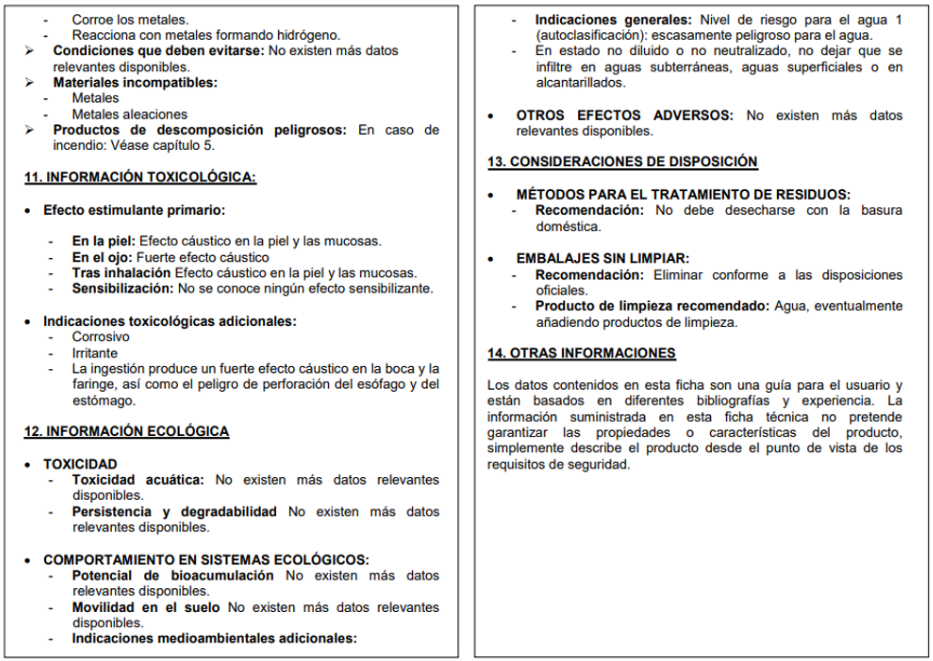 - Corroe los metales.
- Reacciona con metales formando hidrógeno.
➢ Condiciones que deben evitarse: No existen más datos
relevantes disponibles.
➢ Materiales incompatibles:
- Metales
- Metales aleaciones
➢ Productos de descomposición peligrosos: En caso de
incendio: Véase capítulo 5.
11. INFORMACIÓN TOXICOLÓGICA:
• Efecto estimulante primario:
- En la piel: Efecto cáustico en la piel y las mucosas.
- En el ojo: Fuerte efecto cáustico
- Tras inhalación Efecto cáustico en la piel y las mucosas.
- Sensibilización: No se conoce ningún efecto sensibilizante.
• Indicaciones toxicológicas adicionales:
- Corrosivo
- Irritante
- La ingestión produce un fuerte efecto cáustico en la boca y la
faringe, así como el peligro de perforación del esófago y del
estómago.
12. INFORMACIÓN ECOLÓGICA
• TOXICIDAD
- Toxicidad acuática: No existen más datos relevantes
disponibles.
- Persistencia y degradabilidad No existen más datos
relevantes disponibles.
• COMPORTAMIENTO EN SISTEMAS ECOLÓGICOS:
- Potencial de bioacumulación No existen más datos
relevantes disponibles.
- Movilidad en el suelo No existen más datos relevantes
disponibles.
- Indicaciones medioambientales adicionales:
- Indicaciones generales: Nivel de riesgo para el agua 1
(autoclasificación): escasamente peligroso para el agua.
- En estado no diluido o no neutralizado, no dejar que se
infiltre en aguas subterráneas, aguas superficiales o en
alcantarillados.
• OTROS EFECTOS ADVERSOS: No existen más datos
relevantes disponibles.
13. CONSIDERACIONES DE DISPOSICIÓN
• MÉTODOS PARA EL TRATAMIENTO DE RESIDUOS:
- Recomendación: No debe desecharse con la basura
doméstica.
• EMBALAJES SIN LIMPIAR:
- Recomendación: Eliminar conforme a las disposiciones
oficiales.
- Producto de limpieza recomendado: Agua, eventualmente
añadiendo productos de limpieza.
14. OTRAS INFORMACIONES
Los datos contenidos en esta ficha son una guía para el usuario y
están basados en diferentes bibliografías y experiencia. La
información suministrada en esta ficha técnica no pretende
garantizar las propiedades o características del producto,
simplemente describe el producto desde el punto de vista de los
requisitos de seguridad.